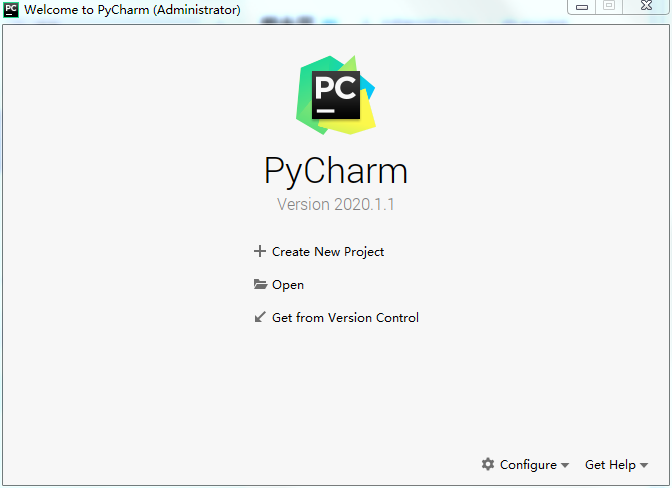 Welcome to PyCharm (Administrator)
PC
PyCharm
Version 2020.1.1
Create New Project
Open
Get from Version Control
Configure
Get Help